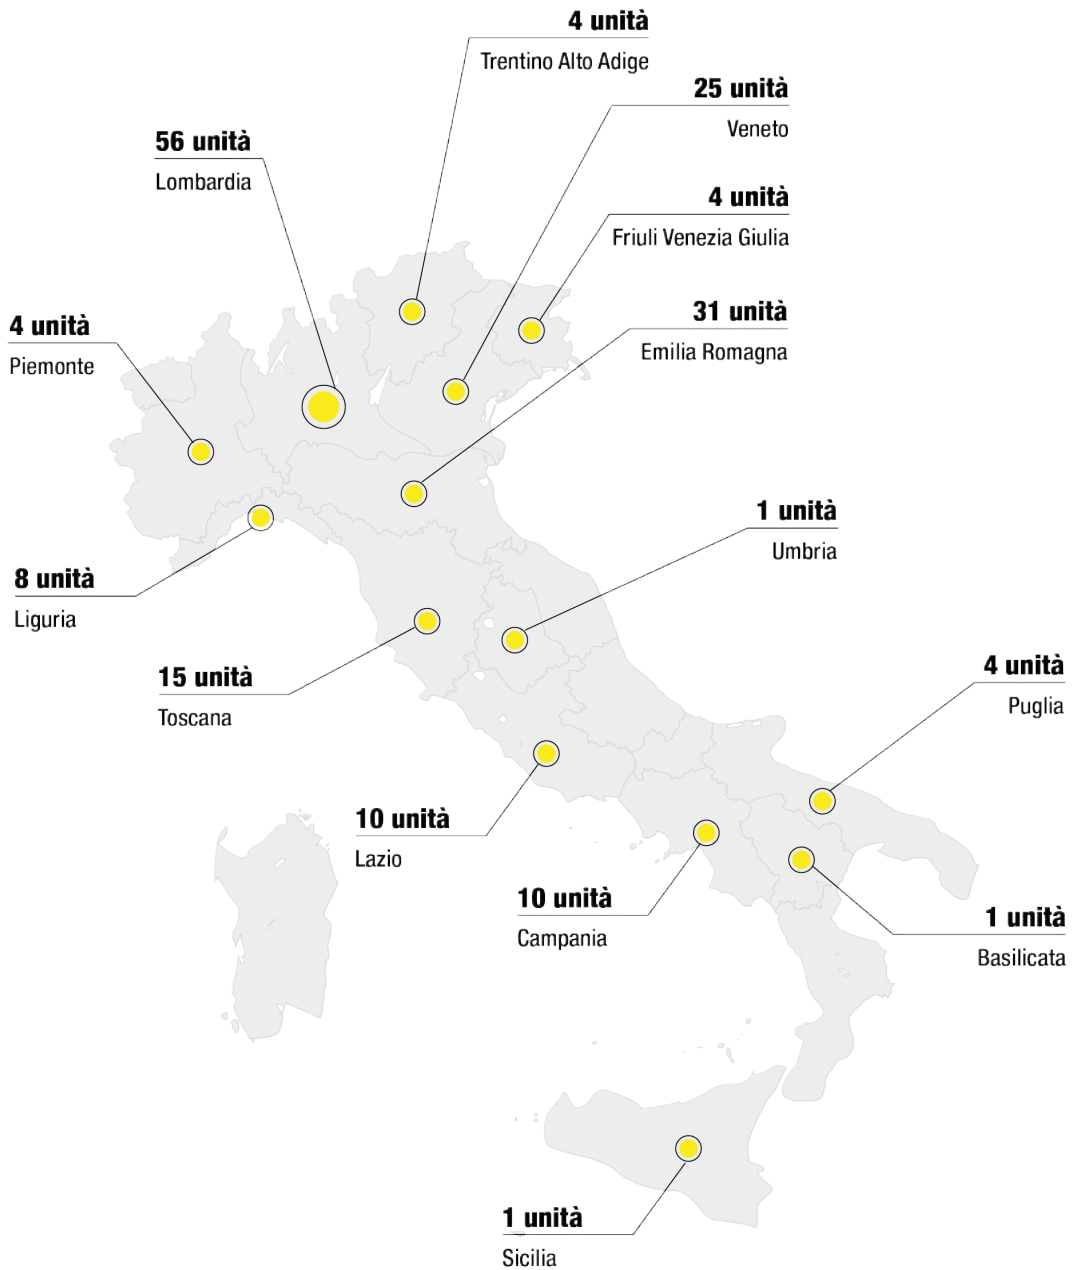 4 unità
Trentino Alto Adige
25 unità
Veneto
56 unità
Lombardia
4 unità
Friuli Venezia Giulia
31 unità
Emilia Romagna
4 unità
Piemonte
1 unità
Umbria
8 unità
Liguria
15 unità
Toscana
4 unità
Puglia
10 unità
Lazio
10 unità
Campania
1 unità
Basilicata
1 unità
Sicilia